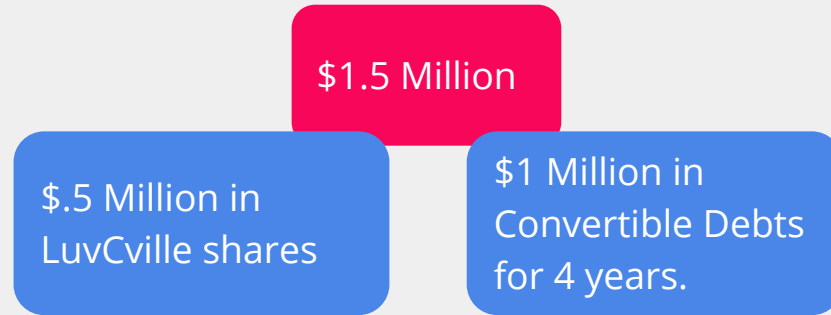 $1.5 Million
$.5 Million in
LuvCville shares
$1 Million in
Convertible Debts
for 4 years.